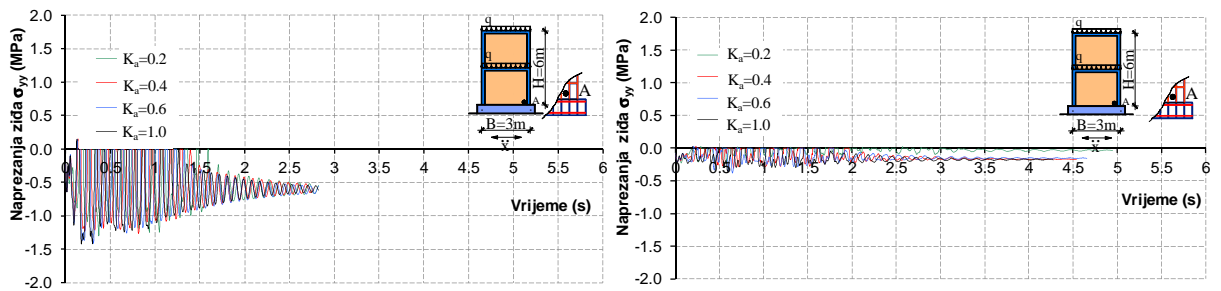 Naprezanja zida σyy (MPa)
2.0
1.5
1.0
0.5
0.0
-0.5
-1.0
-1.5
-2.0
Ka=0.2
Ka=0.4
Ka=0.6
Ka=1.0
q
q
H=6m
A
A
B=3m
ẍ
0 0.5 1 1.5 2 2.5 3 3.5 4 4.5 5 5.5 6
Vrijeme (s)
Naprezanja zida σyy (MPa)
2.0
1.5
1.0
0.5
0.0
-0.5
-1.0
-1.5
-2.0
Ka=0.2
Ka=0.4
Ka=0.6
Ka=1.0
q
q
H=6m
A
A
B=3m
ẍ
0 0.5 1 1.5 2 2.5 3 3.5 4 4.5 5 5.5 6
Vrijeme (s)